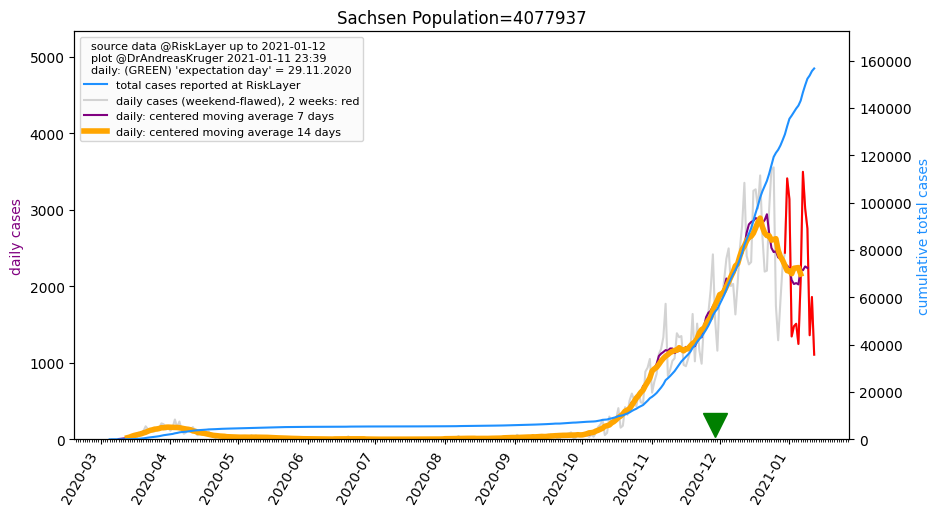 Sachsen Population=4077937
source data @RiskLayer up to 2021-01-12
plot @DrAndreasKruger 2021-01-11 23:39
daily: (GREEN) 'expectation day' = 29.11.2020
total cases reported at RiskLayer
daily cases (weekend-flawed), 2 weeks: red
daily: centered moving average 7 days
daily: centered moving average 14 days
daily cases
5000
4000
3000
2000
1000
0
160000
140000
120000
100000
80000
60000
40000
20000
0
cumulative total cases
2020-03
2020-04
2020-05
2020-06
2020-07
2020-08
2020-09
2020-10
2020-11
2020-12
2021-01